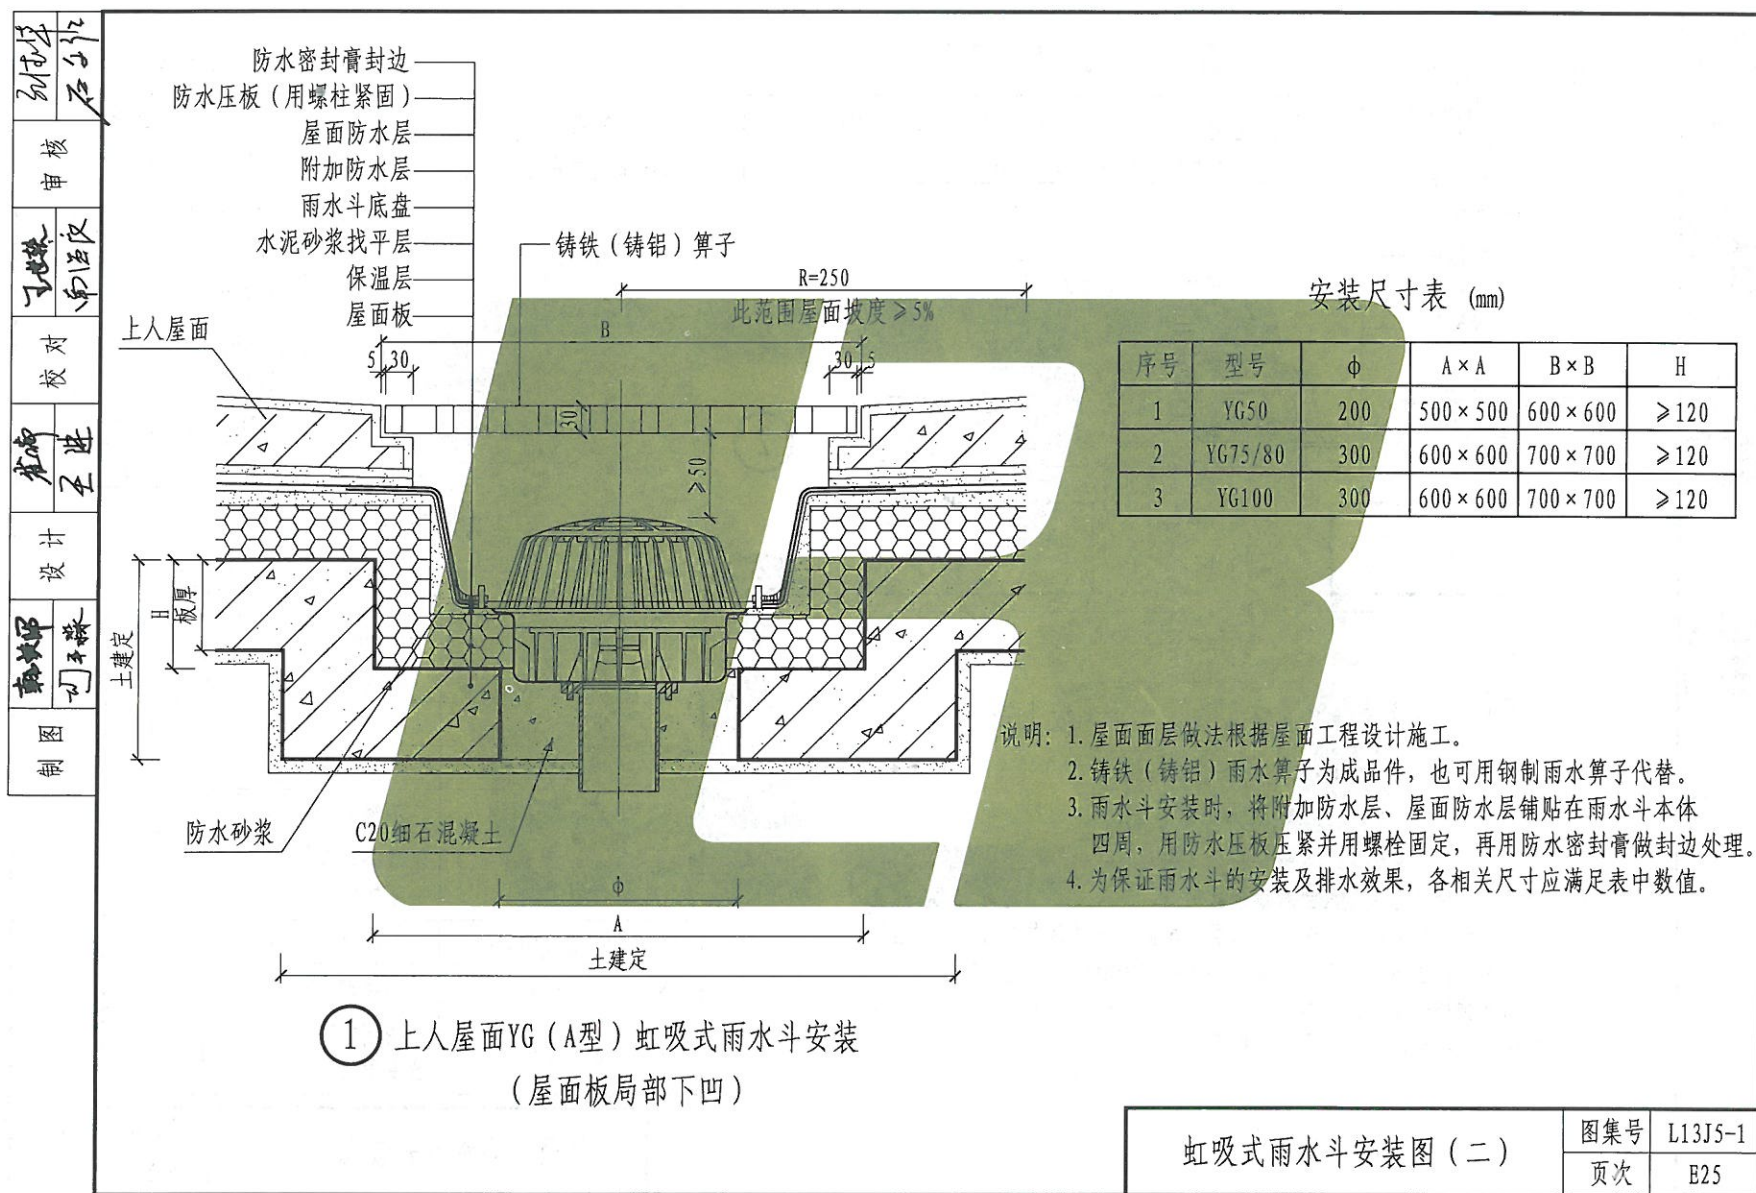 防水密封膏封边
防水压板（用螺柱紧固）
屋面防水层
附加防水层
雨水斗底盘
水泥砂浆找平层
保温层
屋面板
铸铁（铸铝）箅子
R=250
此范围屋面坡度≥5%
B
5 30
30 5
上人屋面
30
≥50
H
板厚
土建定
防水砂浆
C20细石混凝土
ϕ
A
土建定
1 上人屋面YG（A型）虹吸式雨水斗安装
（屋面板局部下凹）
安装尺寸表 (mm)
序号 型号 ϕ A×A B×B H
1 YG50 200 500×500 600×600 ≥120
2 YG75/80 300 600×600 700×700 ≥120
3 YG100 300 600×600 700×700 ≥120
说明: 1. 屋面面层做法根据屋面工程设计施工。
2. 铸铁（铸铝）雨水箅子为成品件, 也可用钢制雨水箅子代替。
3. 雨水斗安装时, 将附加防水层、屋面防水层铺贴在雨水斗本体
四周, 用防水压板压紧并用螺栓固定, 再用防水密封膏做封边处理。
4. 为保证雨水斗的安装及排水效果, 各相关尺寸应满足表中数值。
审核
校对
设计
制图
虹吸式雨水斗安装图（二）
图集号 L13J5-1
页次 E25